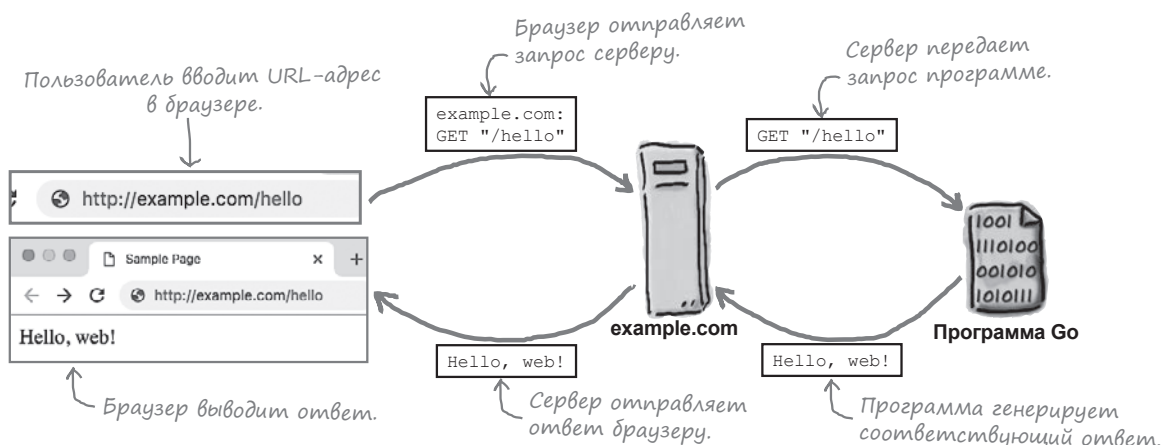 Браузер отправляет
запрос серверу.
Сервер передает
запрос программе.
Пользователь вводит URL-адрес
в браузере.
example.com:
GET "/hello"
GET "/hello"
http://example.com/hello
1001
1110100
001010
1010111
Sample Page
http://example.com/hello
Hello, web!
example.com
Программа Go
Hello, web!
Hello, web!
Браузер выводит ответ.
Сервер отправляет
ответ браузеру.
Программа генерирует
соответствующий ответ.